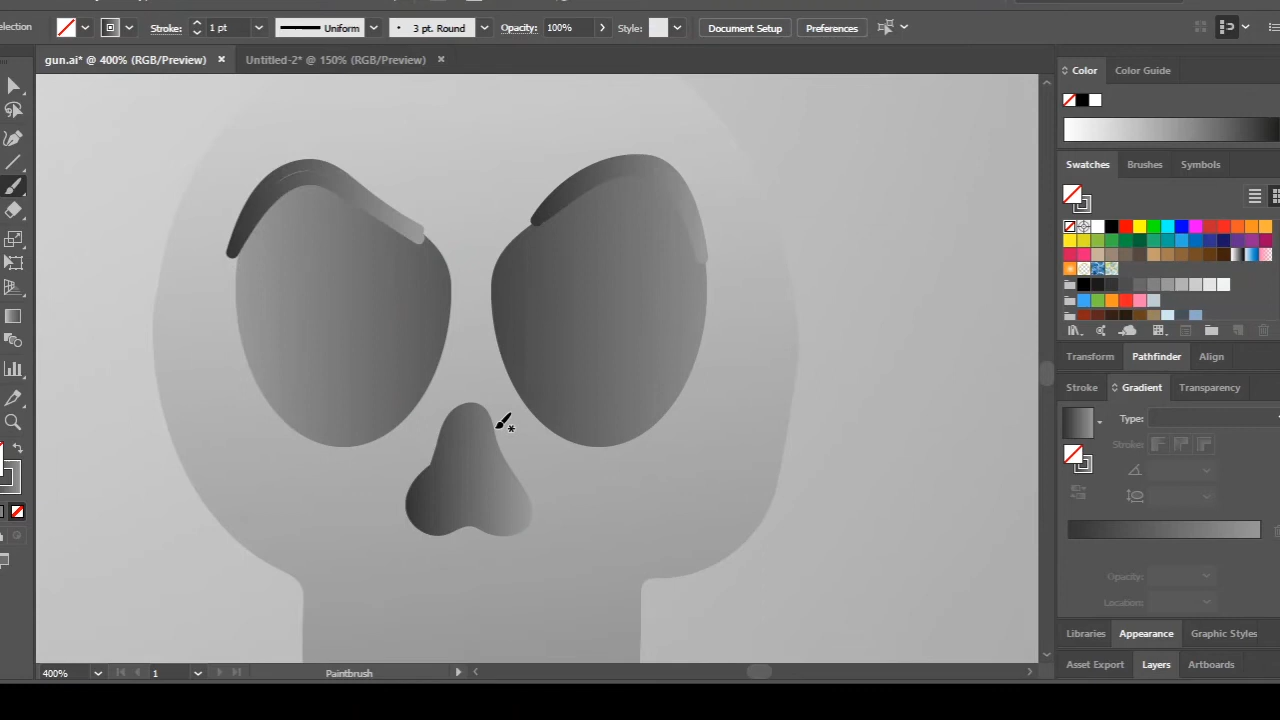 election
Stroke: 1 pt Uniform 3 pt. Round Opacity: 100% Style: Document Setup Preferences
gun.ai* @ 400% (RGB/Preview) Untitled-2* @ 150% (RGB/Preview)
Color Color Guide
Swatches Brushes Symbols
Transform Pathfinder Align
Stroke Gradient Transparency
Type:
Stroke:
Opacity:
Location:
Libraries Appearance Graphic Styles
Asset Export Layers Artboards
400% 1 Paintbrush